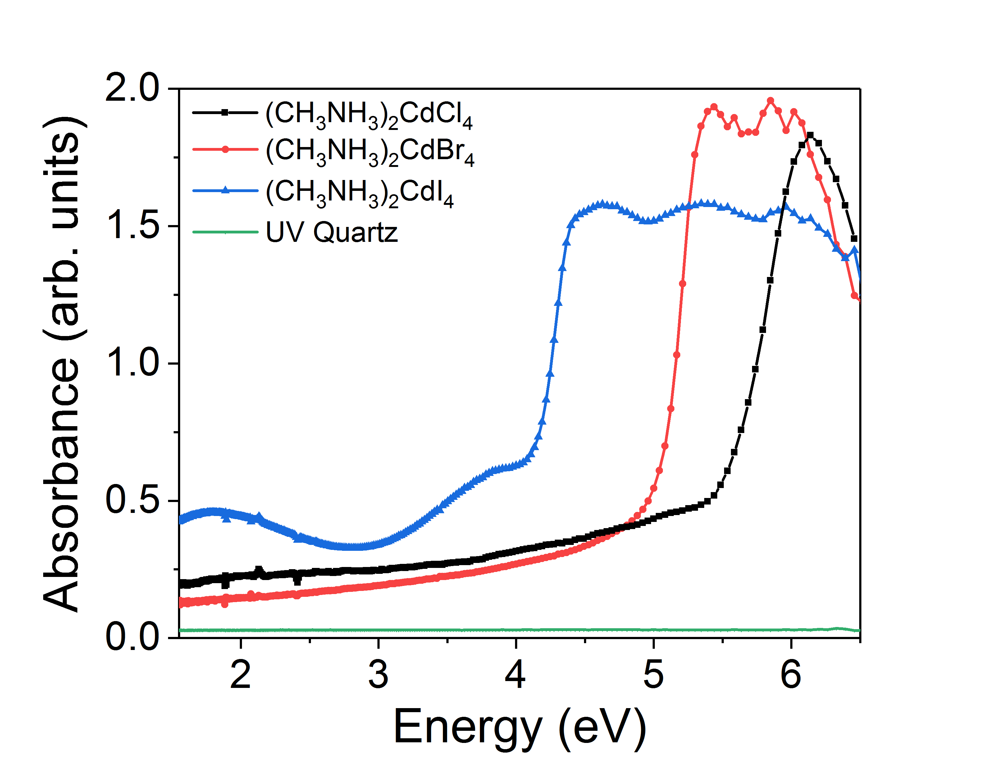 (CH₃NH₃)₂CdCl₄
(CH₃NH₃)₂CdBr₄
(CH₃NH₃)₂CdI₄
UV Quartz
Absorbance (arb. units)
2.0
1.5
1.0
0.5
0.0
2 3 4 5 6
Energy (eV)